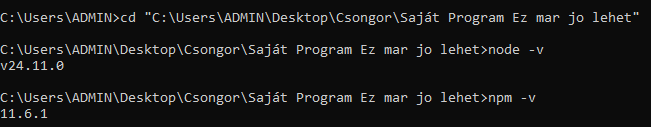 C:\Users\ADMIN>cd "C:\Users\ADMIN\Desktop\Csongor\Saját Program Ez mar jo lehet"
C:\Users\ADMIN\Desktop\Csongor\Saját Program Ez mar jo lehet>node -v
v24.11.0
C:\Users\ADMIN\Desktop\Csongor\Saját Program Ez mar jo lehet>npm -v
11.6.1